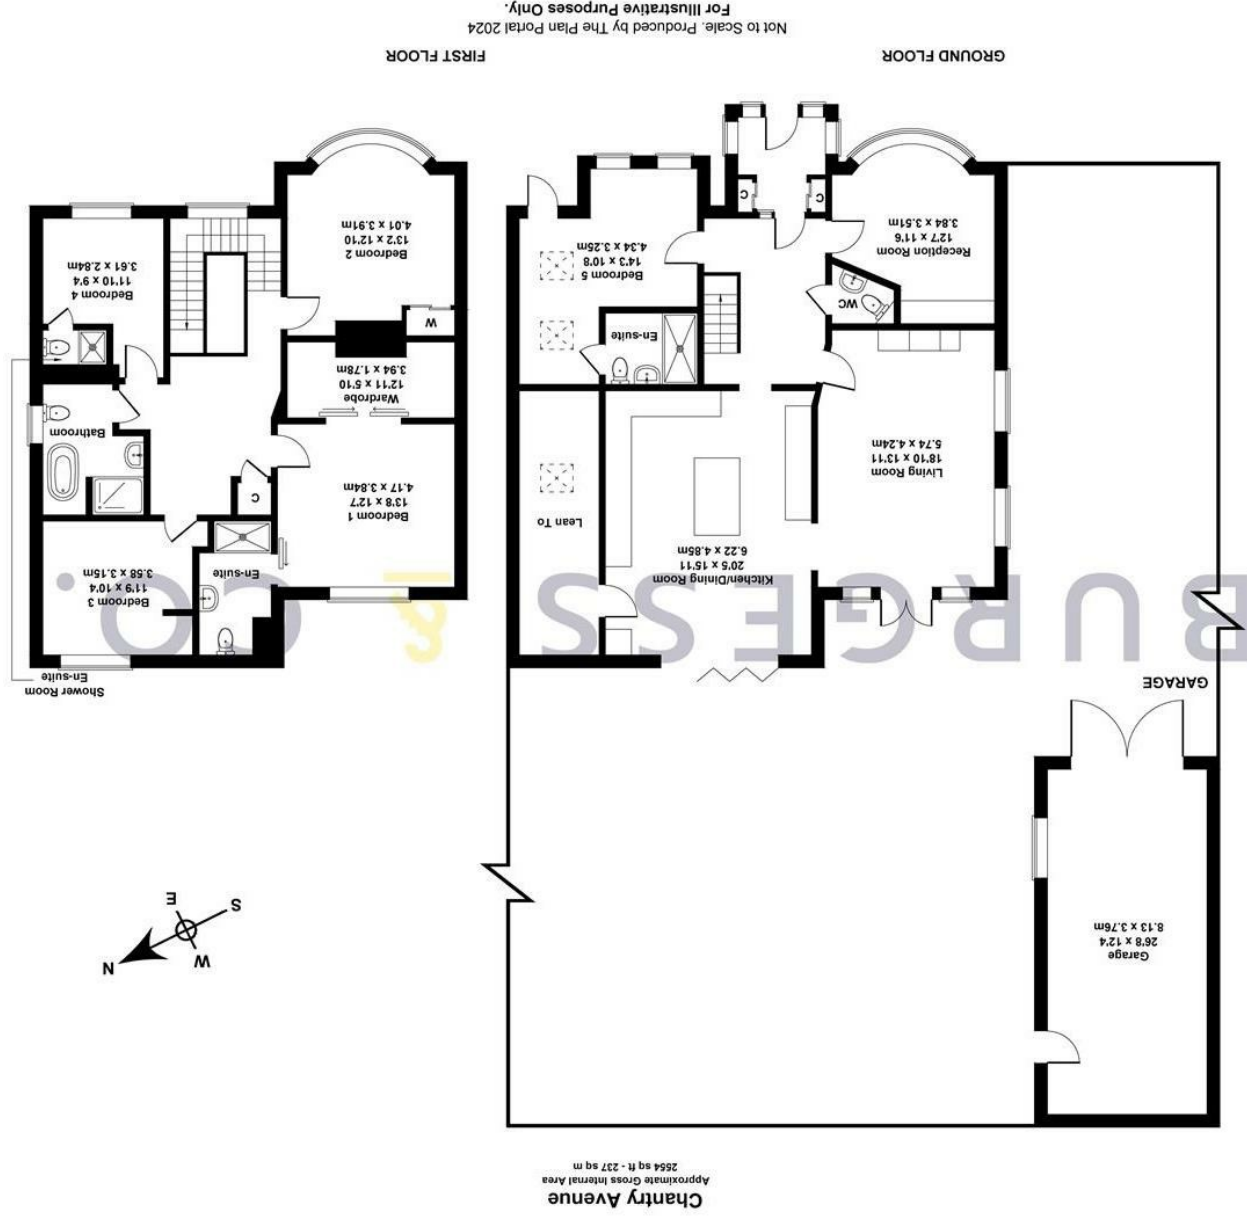 Chantry Avenue
Approximate Gross Internal Area
2554 sq ft - 237 sq m
Garage
26'8 x 12'4
8.13 x 3.76m
GARAGE
BURGESS & CO.
Kitchen/Dining Room
20'5 x 15'11
6.22 x 4.85m
Lean To
Living Room
18'10 x 13'11
5.74 x 4.24m
En-suite
WC
Bedroom 5
14'3 x 10'8
4.34 x 3.25m
Reception Room
12'7 x 11'6
3.84 x 3.51m
C
C
GROUND FLOOR
N
W
S
E
Shower Room
En-suite
Bedroom 3
11'9 x 10'4
3.58 x 3.15m
En-suite
Bedroom 1
13'8 x 12'7
4.17 x 3.84m
C
Bathroom
Wardrobe
12'11 x 5'10
3.94 x 1.78m
W
Bedroom 4
11'10 x 9'4
3.61 x 2.84m
Bedroom 2
13'2 x 12'10
4.01 x 3.91m
FIRST FLOOR
Not to Scale. Produced by The Plan Portal 2024
For Illustrative Purposes Only.